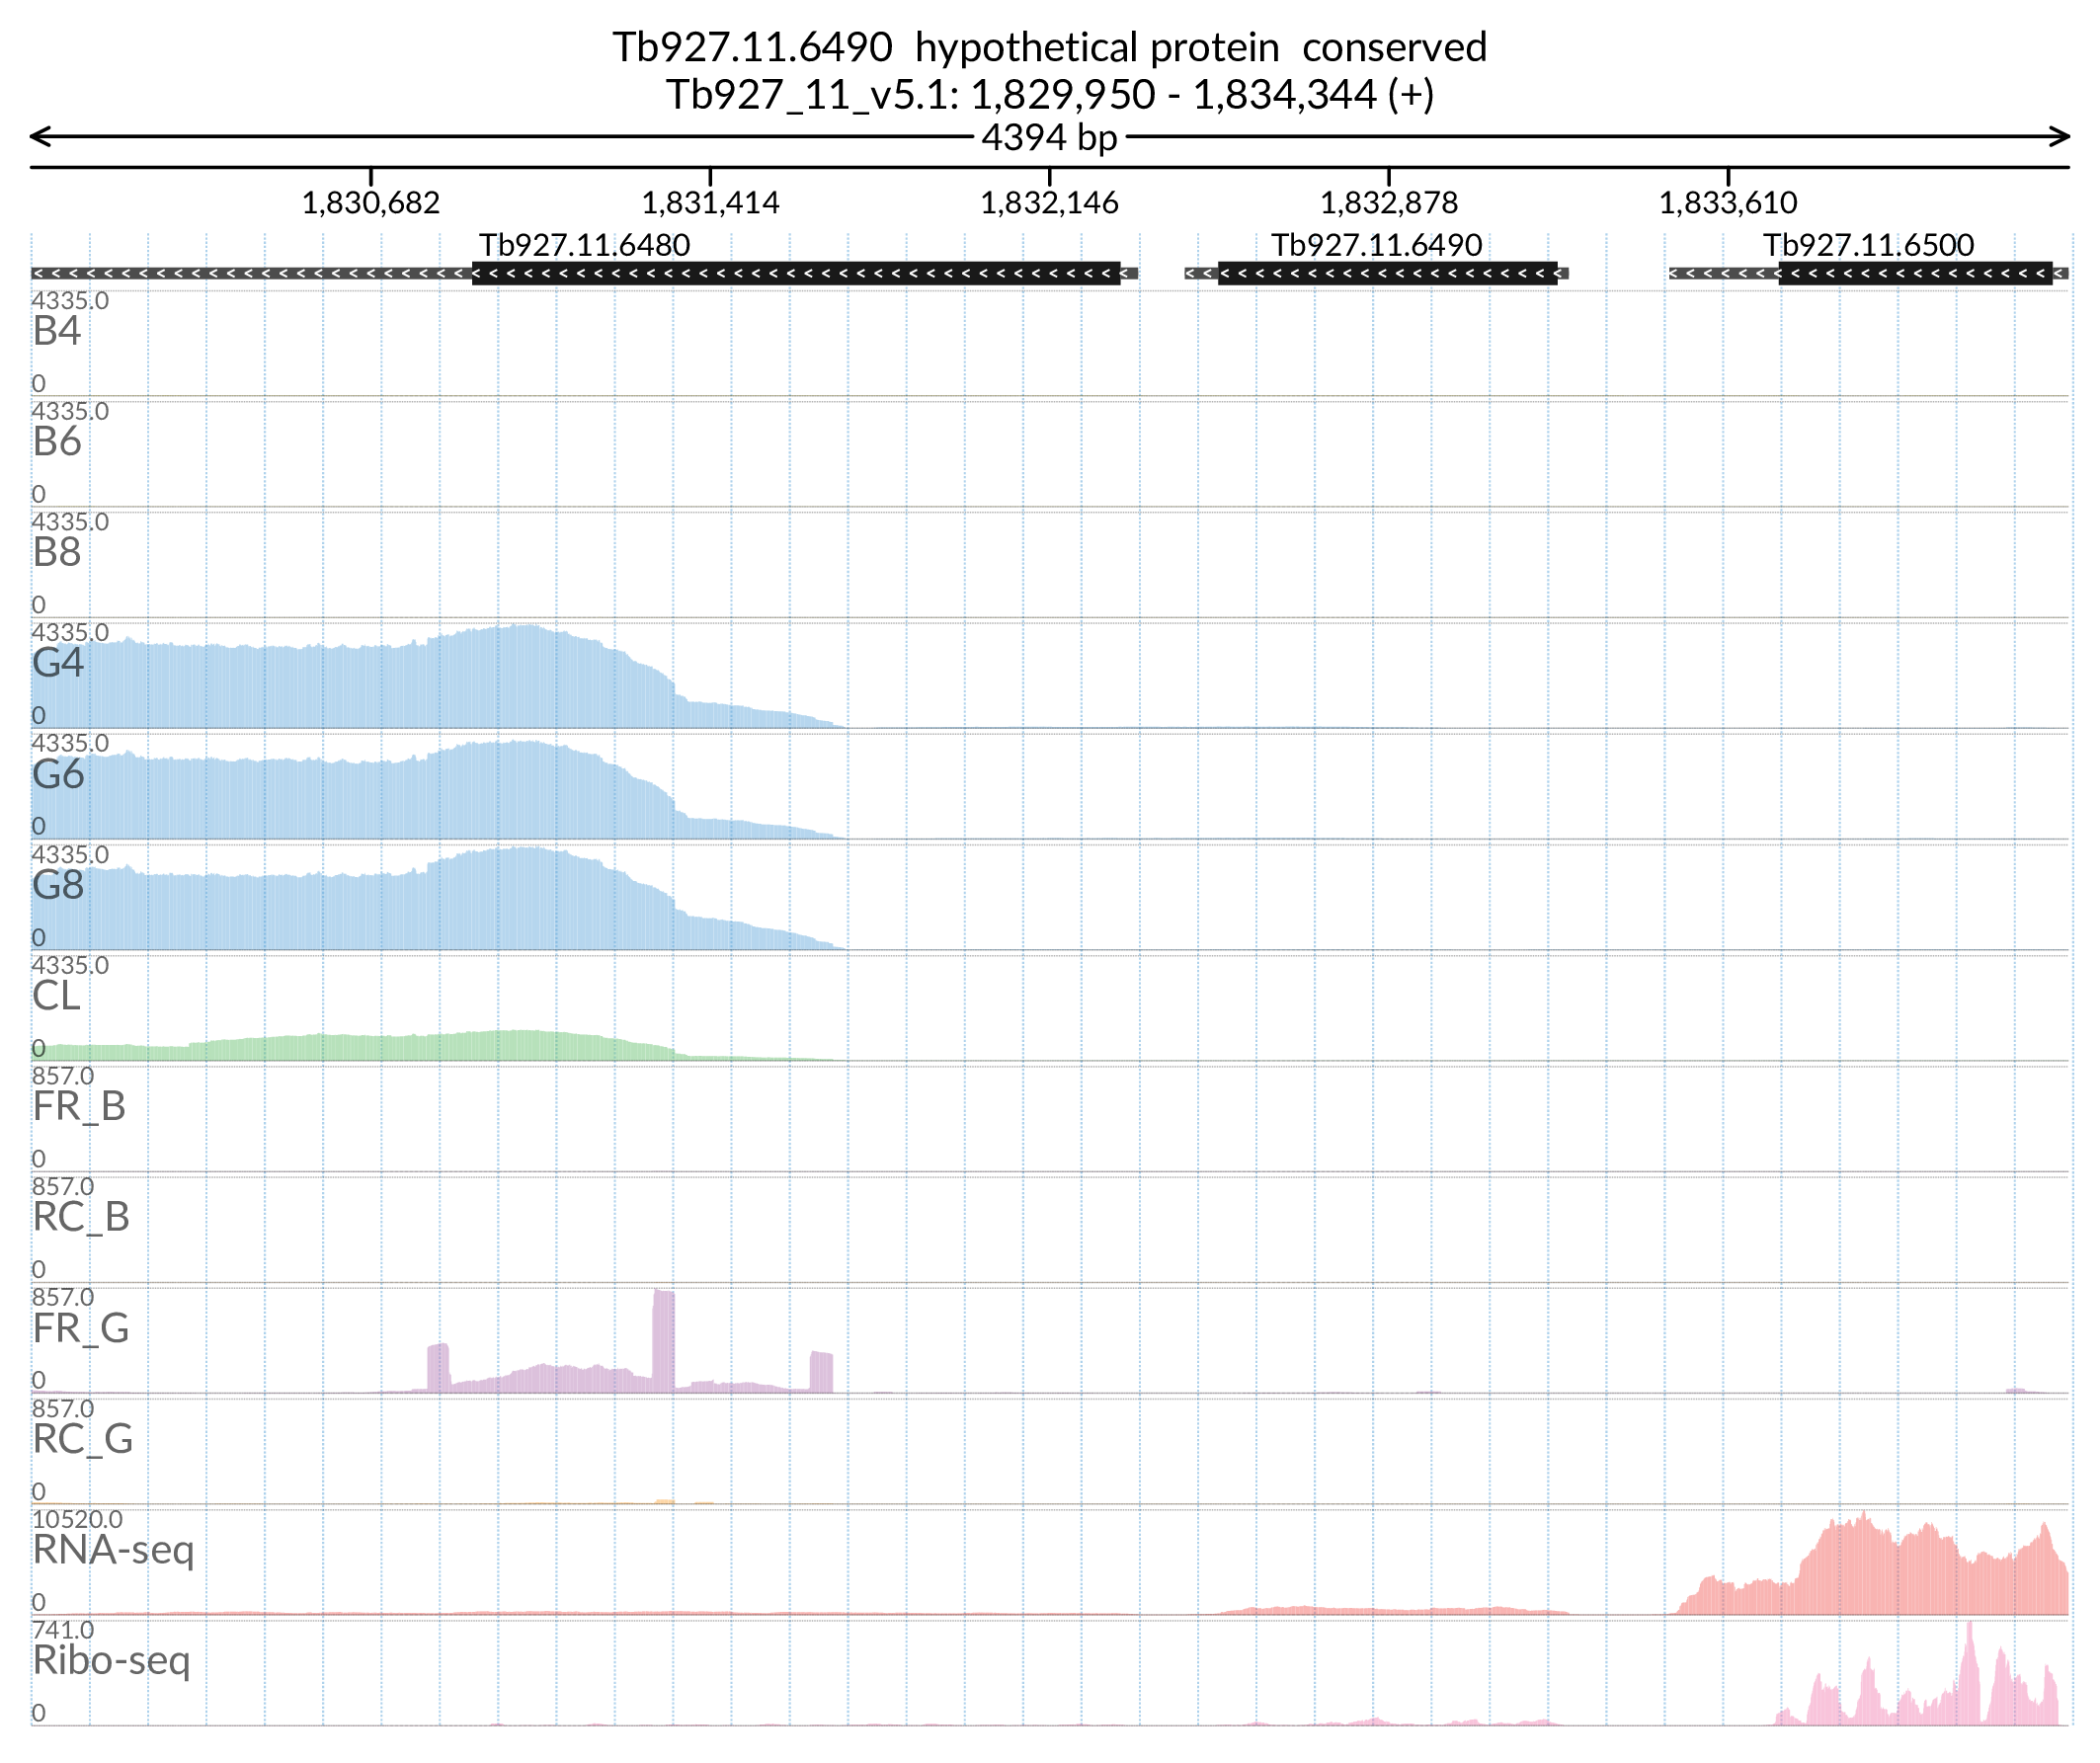 Tb927.11.6490 hypothetical protein conserved
Tb927_11_v5.1: 1,829,950 - 1,834,344 (+)
4394 bp
1,830,682 1,831,414 1,832,146 1,832,878 1,833,610
Tb927.11.6480 Tb927.11.6490 Tb927.11.6500
4335.0
B4
0
4335.0
B6
0
4335.0
B8
0
4335.0
G4
0
4335.0
G6
0
4335.0
G8
0
4335.0
CL
0
857.0
FR_B
0
857.0
RC_B
0
857.0
FR_G
0
857.0
RC_G
0
10520.0
RNA-seq
0
741.0
Ribo-seq
0